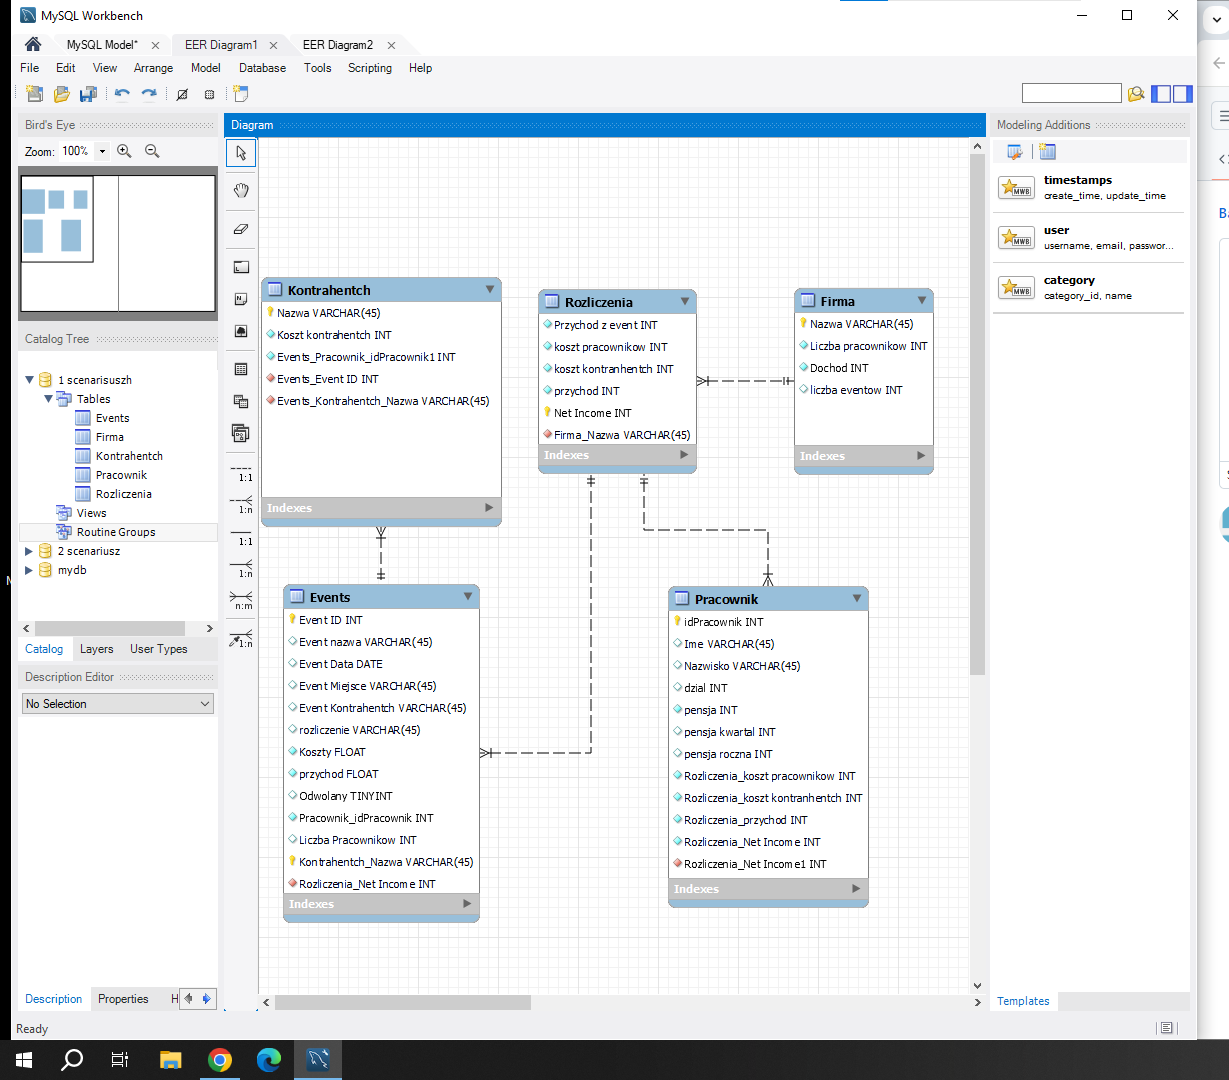 MySQL Workbench
MySQL Model*
EER Diagram1
EER Diagram2
File Edit View Arrange Model Database Tools Scripting Help
Bird's Eye
Zoom: 100%
Catalog Tree
1 scenariuszh
Tables
Events
Firma
Kontrahentch
Pracownik
Rozliczenia
Views
Routine Groups
2 scenariusz
mydb
Catalog Layers User Types
Description Editor
No Selection
Description Properties H
Ready
Diagram
1:1
1:n
1:1
1:n
n:m
1:n
Kontrahentch
Nazwa VARCHAR(45)
Koszt kontrahentch INT
Events_Pracownik_idPracownik1 INT
Events_Event ID INT
Events_Kontrahentch_Nazwa VARCHAR(45)
Indexes
Rozliczenia
Przychod z event INT
koszt pracownikow INT
koszt kontranhentch INT
przychod INT
Net Income INT
Firma_Nazwa VARCHAR(45)
Indexes
Firma
Nazwa VARCHAR(45)
Liczba pracownikow INT
Dochod INT
liczba eventow INT
Indexes
Events
Event ID INT
Event nazwa VARCHAR(45)
Event Data DATE
Event Miejsce VARCHAR(45)
Event Kontrahentch VARCHAR(45)
rozliczenie VARCHAR(45)
Koszty FLOAT
przychod FLOAT
Odwolany TINYINT
Pracownik_idPracownik INT
Liczba Pracownikow INT
Kontrahentch_Nazwa VARCHAR(45)
Rozliczenia_Net Income INT
Indexes
Pracownik
idPracownik INT
Ime VARCHAR(45)
Nazwisko VARCHAR(45)
dzial INT
pensja INT
pensja kwartal INT
pensja roczna INT
Rozliczenia_koszt pracownikow INT
Rozliczenia_koszt kontranhentch INT
Rozliczenia_przychod INT
Rozliczenia_Net Income INT
Rozliczenia_Net Income1 INT
Indexes
Modeling Additions
MWB
timestamps
create_time, update_time
MWB
user
username, email, passwor...
MWB
category
category_id, name
Templates